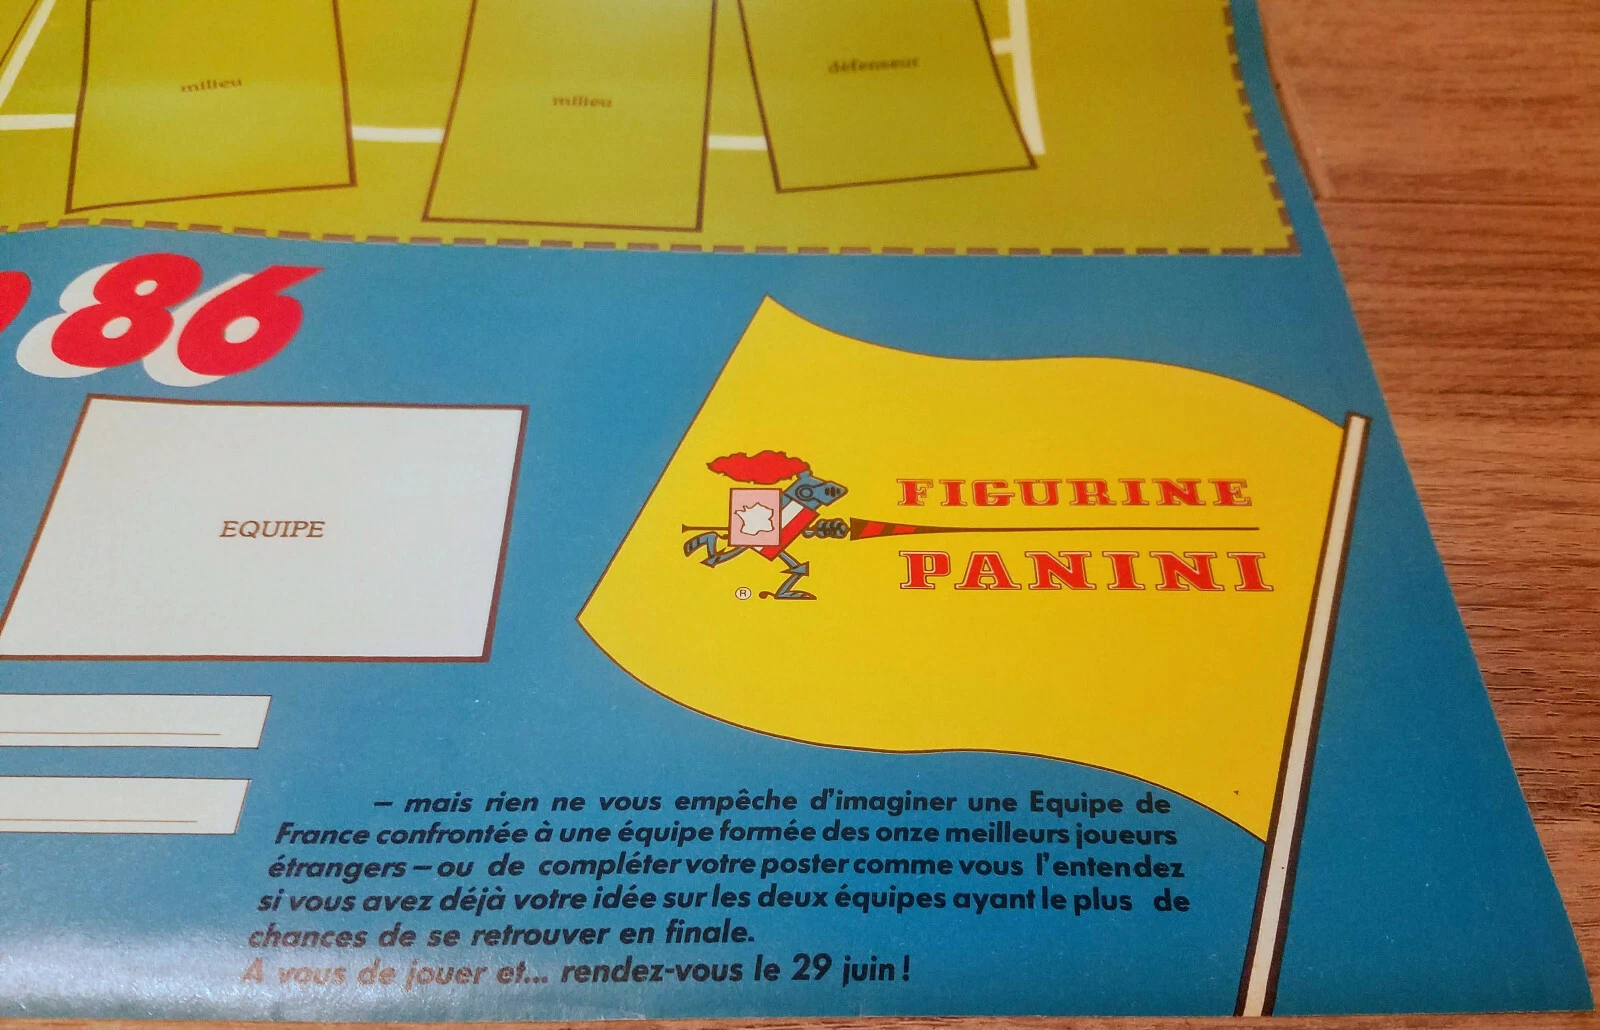 milieu
milieu
défenseur
86
EQUIPE
FIGURINE
PANINI
®
– mais rien ne vous empêche d'imaginer une Equipe de
France confrontée à une équipe formée des onze meilleurs joueurs
étrangers – ou de compléter votre poster comme vous l'entendez
si vous avez déjà votre idée sur les deux équipes ayant le plus de
chances de se retrouver en finale.
A vous de jouer et... rendez-vous le 29 juin !